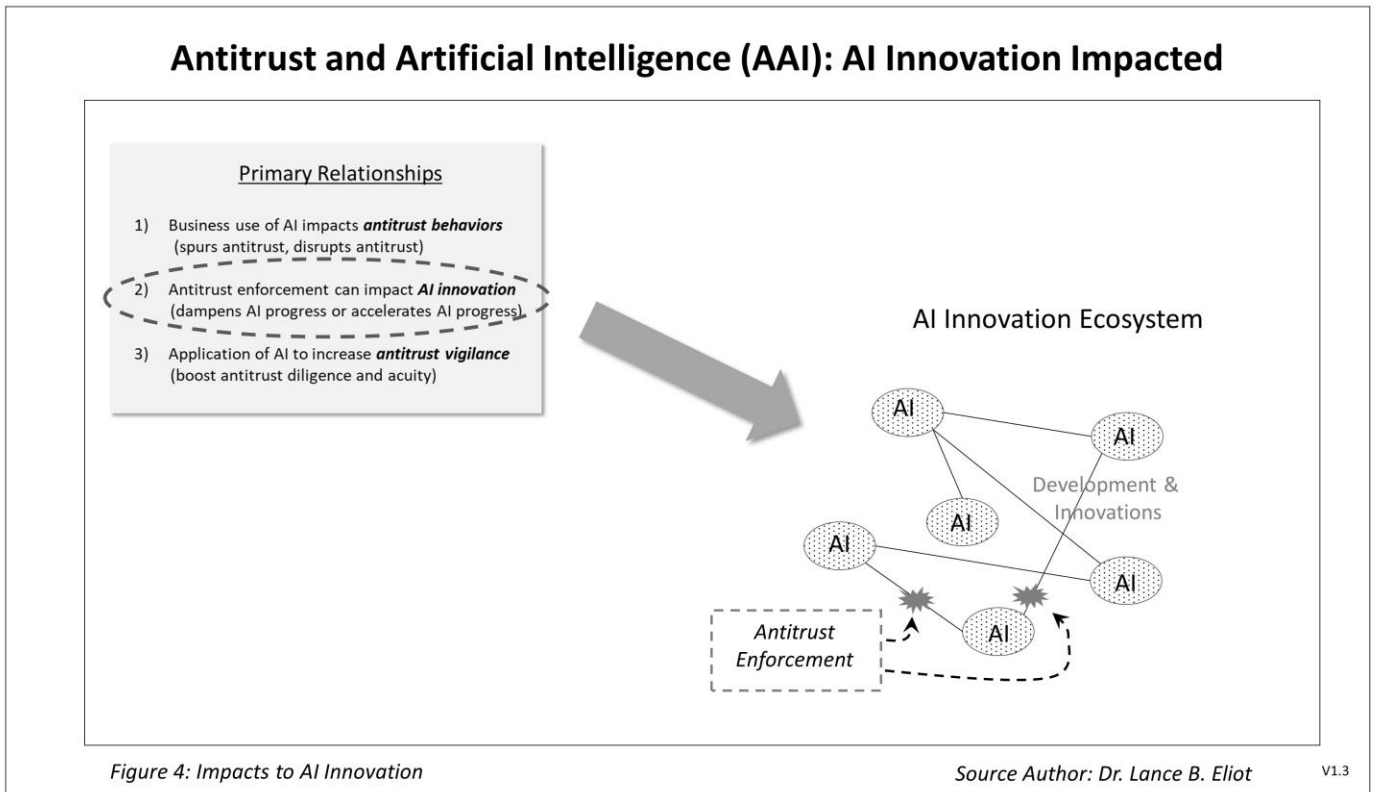 Antitrust and Artificial Intelligence (AAI): AI Innovation Impacted
Primary Relationships
1) Business use of AI impacts antitrust behaviors
(spurs antitrust, disrupts antitrust)
2) Antitrust enforcement can impact AI innovation
(dampens AI progress or accelerates AI progress)
3) Application of AI to increase antitrust vigilance
(boost antitrust diligence and acuity)
AI Innovation Ecosystem
AI
AI
Development &
Innovations
AI
AI
AI
AI
Antitrust
Enforcement
Figure 4: Impacts to AI Innovation
Source Author: Dr. Lance B. Eliot
V1.3